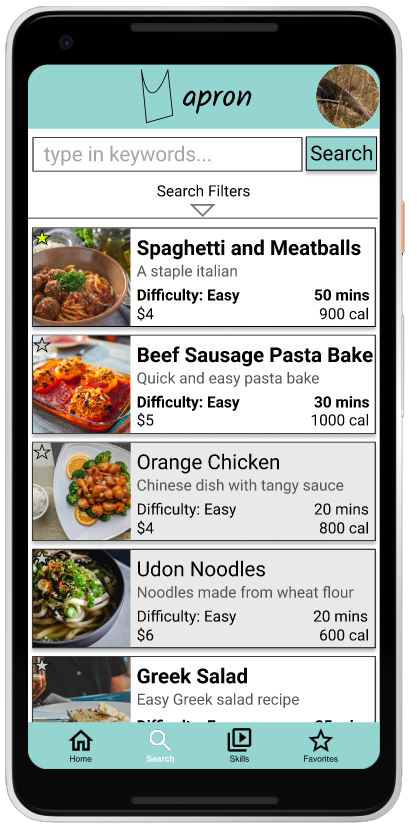 apron
type in keywords...
Search
Search Filters
Spaghetti and Meatballs
A staple italian
Difficulty: Easy
50 mins
$4
900 cal
Beef Sausage Pasta Bake
Quick and easy pasta bake
Difficulty: Easy
30 mins
$5
1000 cal
Orange Chicken
Chinese dish with tangy sauce
Difficulty: Easy
20 mins
$4
800 cal
Udon Noodles
Noodles made from wheat flour
Difficulty: Easy
20 mins
$6
600 cal
Greek Salad
Easy Greek salad recipe
Home
Search
Skills
Favorites